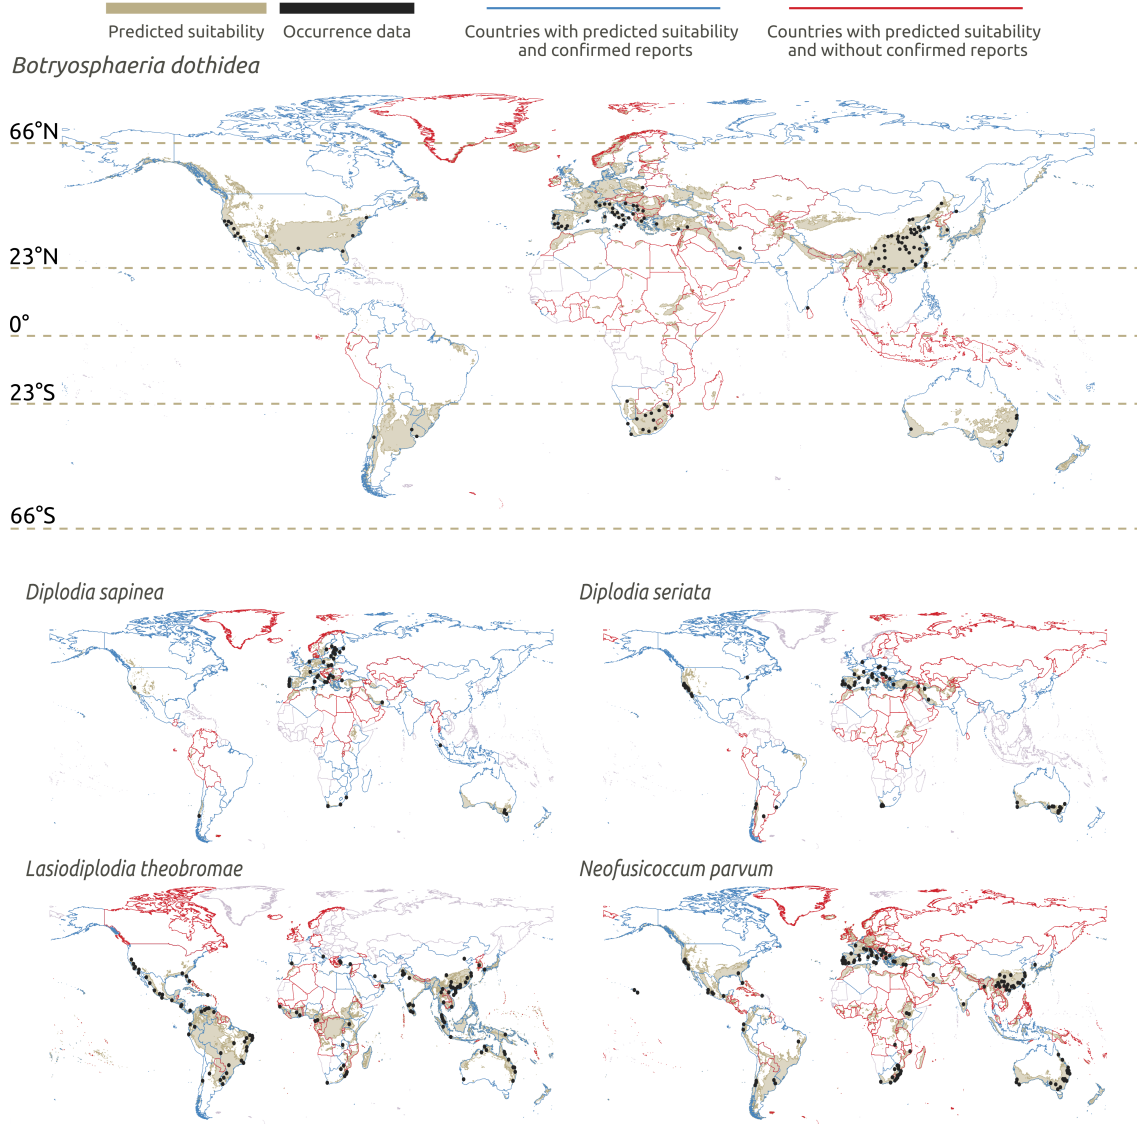 Predicted suitability
Occurrence data
Countries with predicted suitability
and confirmed reports
Countries with predicted suitability
and without confirmed reports
Botryosphaeria dothidea
66°N
23°N
0°
23°S
66°S
Diplodia sapinea
Diplodia seriata
Lasiodiplodia theobromae
Neofusicoccum parvum